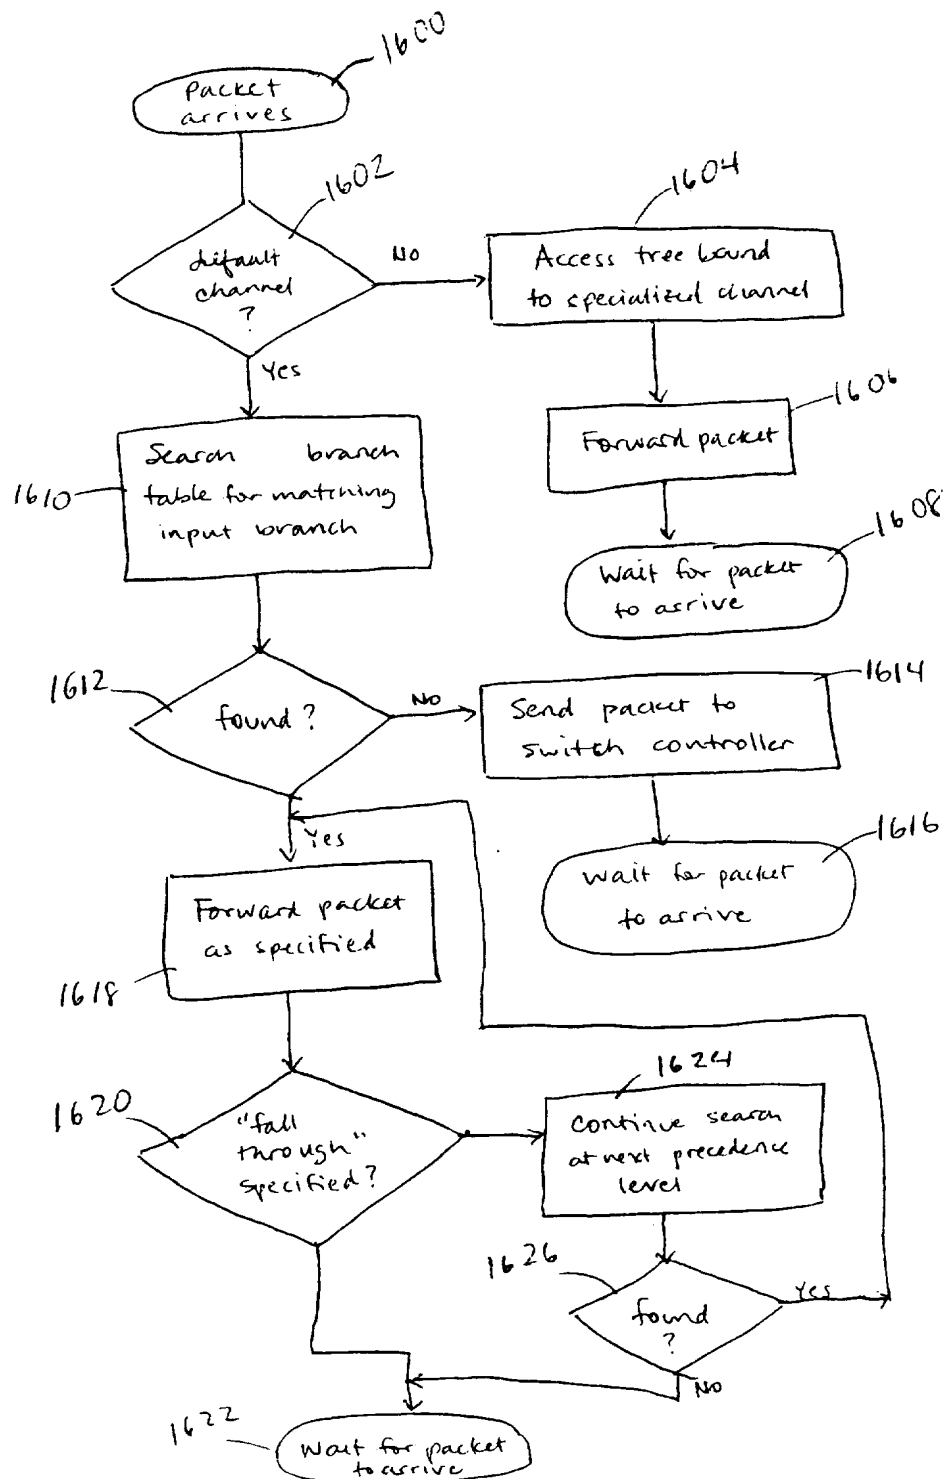 1600
Packet
arrives
1602
default
channel
?
No
Yes
1604
Access tree bound
to specialized channel
1606
Forward packet
1608
Wait for packet
to arrive
1610
Search branch
table for matching
input branch
1612
found?
No
Yes
1614
Send packet to
switch controller
1616
Wait for packet
to arrive
Forward packet
as specified
1618
1620
"fall
through"
specified?
1624
Continue search
at next precedence
level
1626
found
?
Yes
No
1622
Wait for packet
to arrive